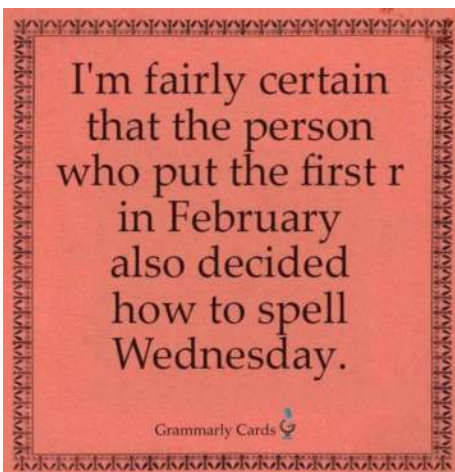 I'm fairly certain
that the person
who put the first r
in February
also decided
how to spell
Wednesday.
Grammarly Cards